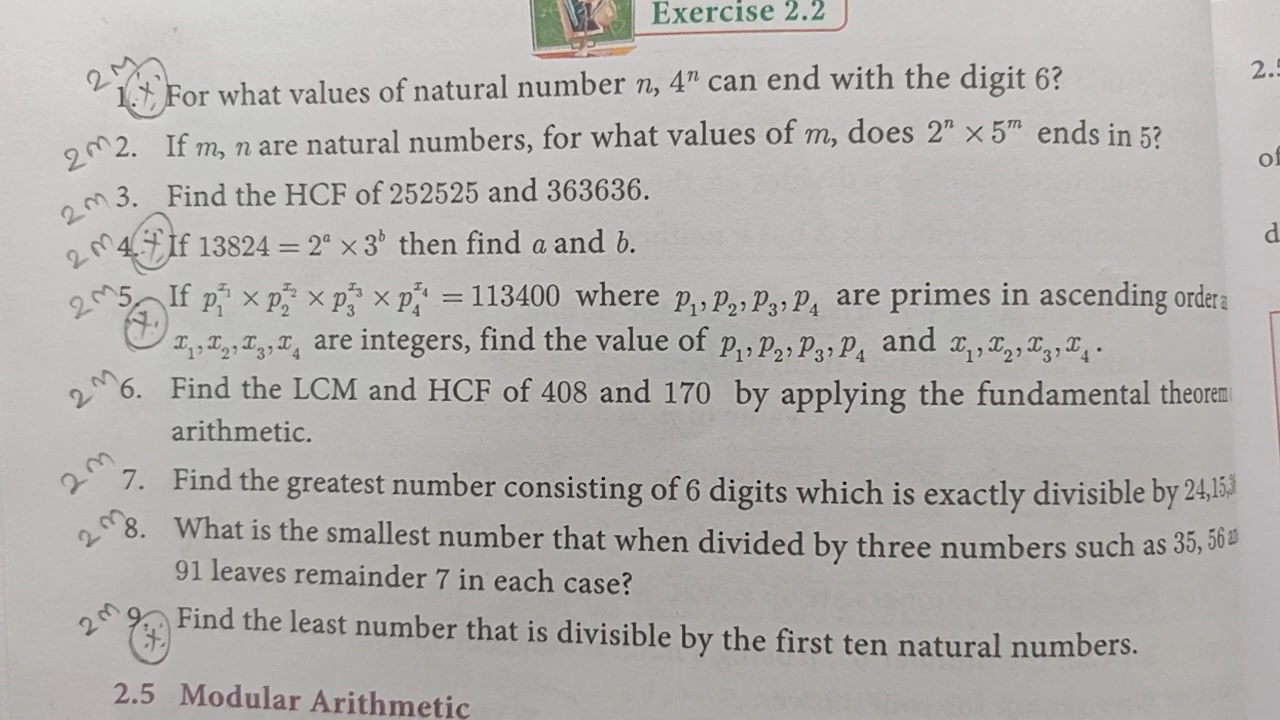 Exercise 2.2
2M 1. For what values of natural number n, 4ⁿ can end with the digit 6?
2M 2. If m, n are natural numbers, for what values of m, does 2ⁿ × 5ᵐ ends in 5?
2M 3. Find the HCF of 252525 and 363636.
2M 4. If 13824 = 2ᵃ × 3ᵇ then find a and b.
2M 5. If p₁^x₁ × p₂^x₂ × p₃^x₃ × p₄^x₄ = 113400 where p₁, p₂, p₃, p₄ are primes in ascending order
x₁, x₂, x₃, x₄ are integers, find the value of p₁, p₂, p₃, p₄ and x₁, x₂, x₃, x₄.
2M 6. Find the LCM and HCF of 408 and 170 by applying the fundamental theorem
arithmetic.
2M 7. Find the greatest number consisting of 6 digits which is exactly divisible by 24,15,
2M 8. What is the smallest number that when divided by three numbers such as 35, 56
91 leaves remainder 7 in each case?
2M 9. Find the least number that is divisible by the first ten natural numbers.
2.5 Modular Arithmetic
2.
of
d